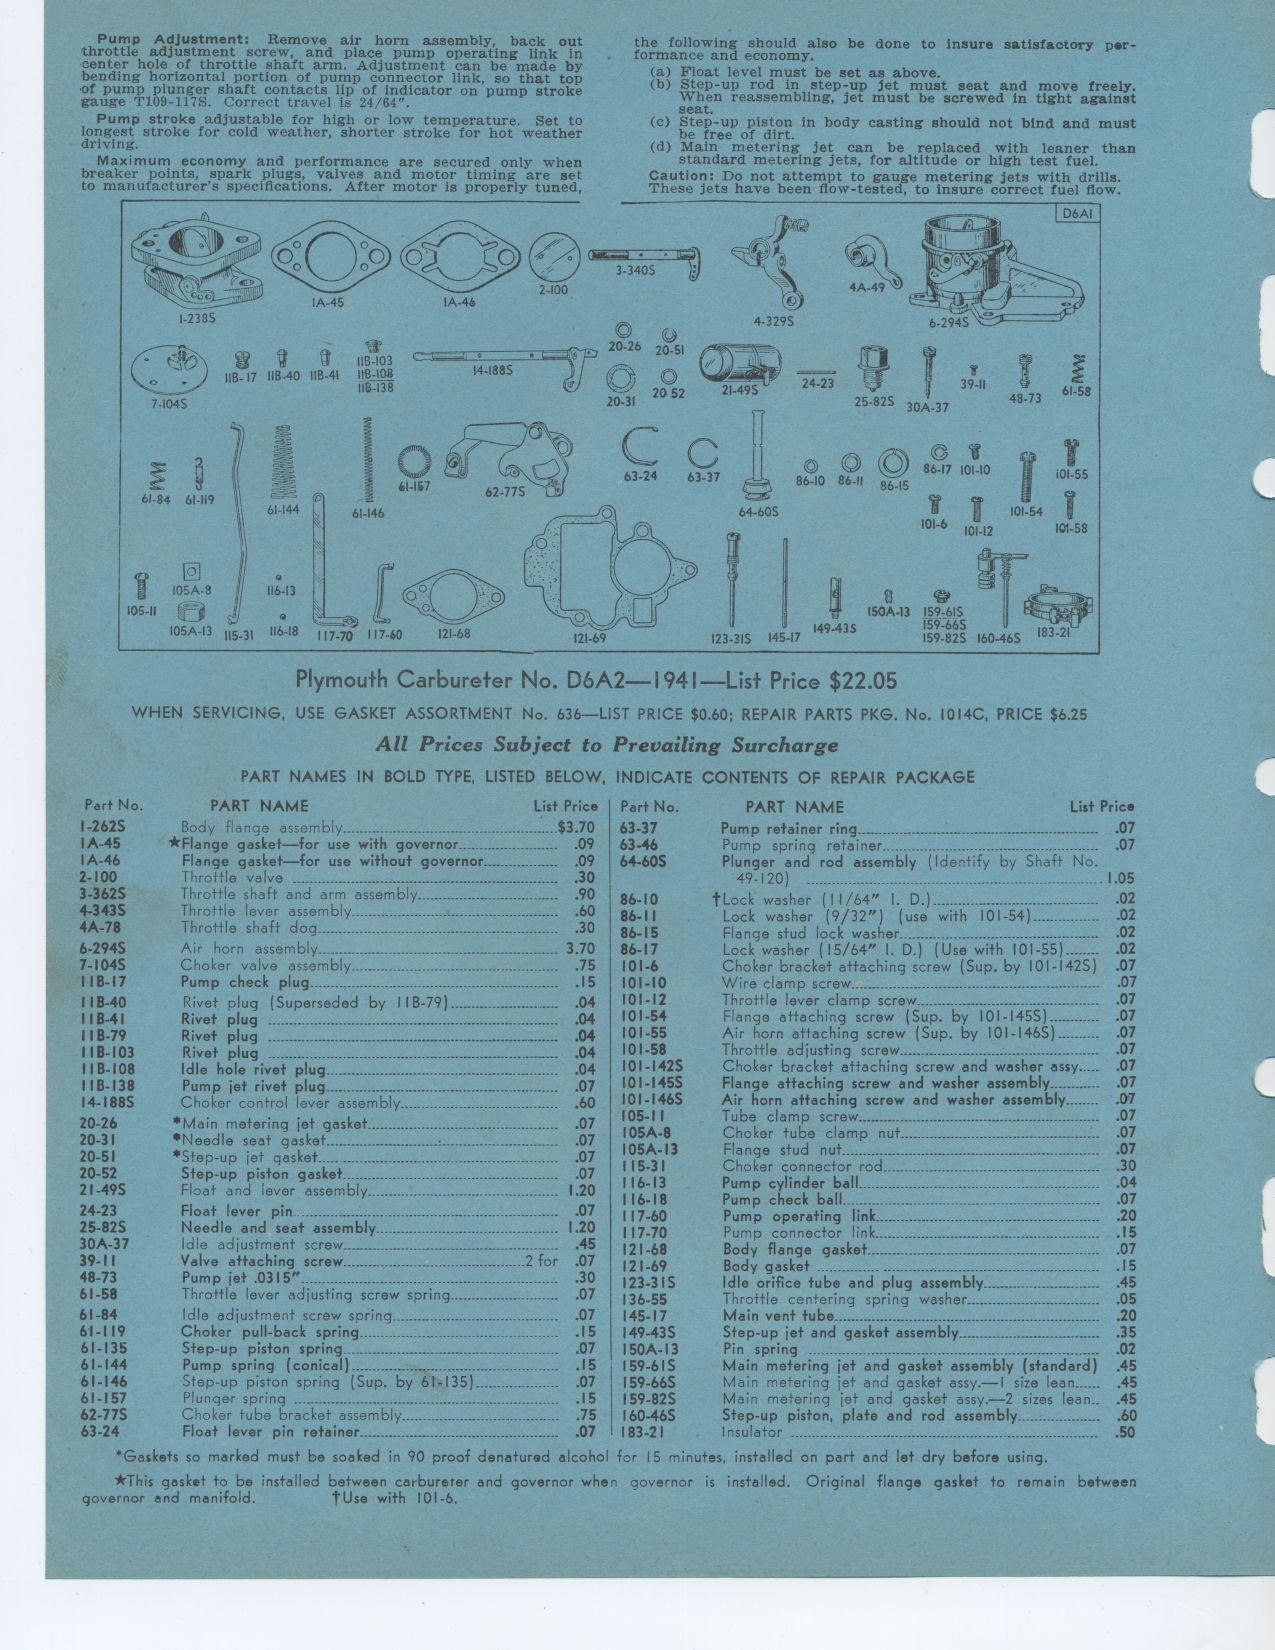 Pump Adjustment: Remove air horn assembly, back out
throttle adjustment screw, and place pump operating link in
center hole of throttle shaft arm. Adjustment can be made by
bending horizontal portion of pump connector link, so that top
of pump plunger shaft contacts lip of indicator on pump stroke
gauge T109-117S. Correct travel is 24/64".
Pump stroke adjustable for high or low temperature. Set to
longest stroke for cold weather, shorter stroke for hot weather
driving.
Maximum economy and performance are secured only when
breaker points, spark plugs, valves and motor timing are set
to manufacturer's specifications. After motor is properly tuned,
the following should also be done to insure satisfactory per-
formance and economy.
(a) Float level must be set as above.
(b) Step-up rod in step-up jet must seat and move freely.
When reassembling, jet must be screwed in tight against
seat.
(c) Step-up piston in body casting should not bind and must
be free of dirt.
(d) Main metering jet can be replaced with leaner than
standard metering jets, for altitude or high test fuel.
Caution: Do not attempt to gauge metering jets with drills.
These jets have been flow-tested, to insure correct fuel flow.
D6A1
1-238S
1A-45
1A-46
2-100
3-340S
4-329S
4A-49
6-294S
7-104S
11B-17
11B-40
11B-41
11B-103
11B-108
11B-138
14-188S
20-26
20-51
20-31
20-52
21-49S
24-23
25-82S
30A-37
39-11
48-73
61-58
61-84
61-119
61-144
61-146
61-157
62-77S
63-24
63-37
64-60S
86-10
86-11
86-15
86-17
101-10
101-6
101-12
101-54
101-55
101-58
105-11
105A-8
105A-13
115-31
116-13
116-18
117-70
117-60
121-68
121-69
123-31S
145-17
149-43S
150A-13
159-61S
159-66S
159-82S
160-46S
183-21
Plymouth Carbureter No. D6A2—1941—List Price $22.05
WHEN SERVICING, USE GASKET ASSORTMENT No. 636—LIST PRICE $0.60; REPAIR PARTS PKG. No. 1014C, PRICE $6.25
All Prices Subject to Prevailing Surcharge
PART NAMES IN BOLD TYPE, LISTED BELOW, INDICATE CONTENTS OF REPAIR PACKAGE
Part No. PART NAME List Price
1-262S Body flange assembly $3.70
1A-45 ★Flange gasket—for use with governor .09
1A-46 Flange gasket—for use without governor .09
2-100 Throttle valve .30
3-362S Throttle shaft and arm assembly .90
4-343S Throttle lever assembly .60
4A-78 Throttle shaft dog .30
6-294S Air horn assembly 3.70
7-104S Choker valve assembly .75
11B-17 Pump check plug .15
11B-40 Rivet plug (Superseded by 11B-79) .04
11B-41 Rivet plug .04
11B-79 Rivet plug .04
11B-103 Rivet plug .04
11B-108 Idle hole rivet plug .04
11B-138 Pump jet rivet plug .07
14-188S Choker control lever assembly .60
20-26 *Main metering jet gasket .07
20-31 *Needle seat gasket .07
20-51 *Step-up jet gasket .07
20-52 Step-up piston gasket .07
21-49S Float and lever assembly 1.20
24-23 Float lever pin .07
25-82S Needle and seat assembly 1.20
30A-37 Idle adjustment screw .45
39-11 Valve attaching screw 2 for .07
48-73 Pump jet .0315" .30
61-58 Throttle lever adjusting screw spring .07
61-84 Idle adjustment screw spring .07
61-119 Choker pull-back spring .15
61-135 Step-up piston spring .07
61-144 Pump spring (conical) .15
61-146 Step-up piston spring (Sup. by 61-135) .07
61-157 Plunger spring .15
62-77S Choker tube bracket assembly .75
63-24 Float lever pin retainer .07
Part No. PART NAME List Price
63-37 Pump retainer ring .07
63-46 Pump spring retainer .07
64-60S Plunger and rod assembly (Identify by Shaft No.
49-120) 1.05
86-10 †Lock washer (11/64" I. D.) .02
86-11 Lock washer (9/32") (use with 101-54) .02
86-15 Flange stud lock washer .02
86-17 Lock washer (15/64" I. D.) (Use with 101-55) .02
101-6 Choker bracket attaching screw (Sup. by 101-142S) .07
101-10 Wire clamp screw .07
101-12 Throttle lever clamp screw .07
101-54 Flange attaching screw (Sup. by 101-145S) .07
101-55 Air horn attaching screw (Sup. by 101-146S) .07
101-58 Throttle adjusting screw .07
101-142S Choker bracket attaching screw and washer assy. .07
101-145S Flange attaching screw and washer assembly .07
101-146S Air horn attaching screw and washer assembly .07
105-11 Tube clamp screw .07
105A-8 Choker tube clamp nut .07
105A-13 Flange stud nut .07
115-31 Choker connector rod .30
116-13 Pump cylinder ball .04
116-18 Pump check ball .07
117-60 Pump operating link .20
117-70 Pump connector link .15
121-68 Body flange gasket .07
121-69 Body gasket .15
123-31S Idle orifice tube and plug assembly .45
136-55 Throttle centering spring washer .05
145-17 Main vent tube .20
149-43S Step-up jet and gasket assembly .35
150A-13 Pin spring .02
159-61S Main metering jet and gasket assembly (standard) .45
159-66S Main metering jet and gasket assy.—1 size lean .45
159-82S Main metering jet and gasket assy.—2 sizes lean .45
160-46S Step-up piston, plate and rod assembly .60
183-21 Insulator .50
*Gaskets so marked must be soaked in 90 proof denatured alcohol for 15 minutes, installed on part and let dry before using.
★This gasket to be installed between carbureter and governor when governor is installed. Original flange gasket to remain between
governor and manifold. †Use with 101-6.